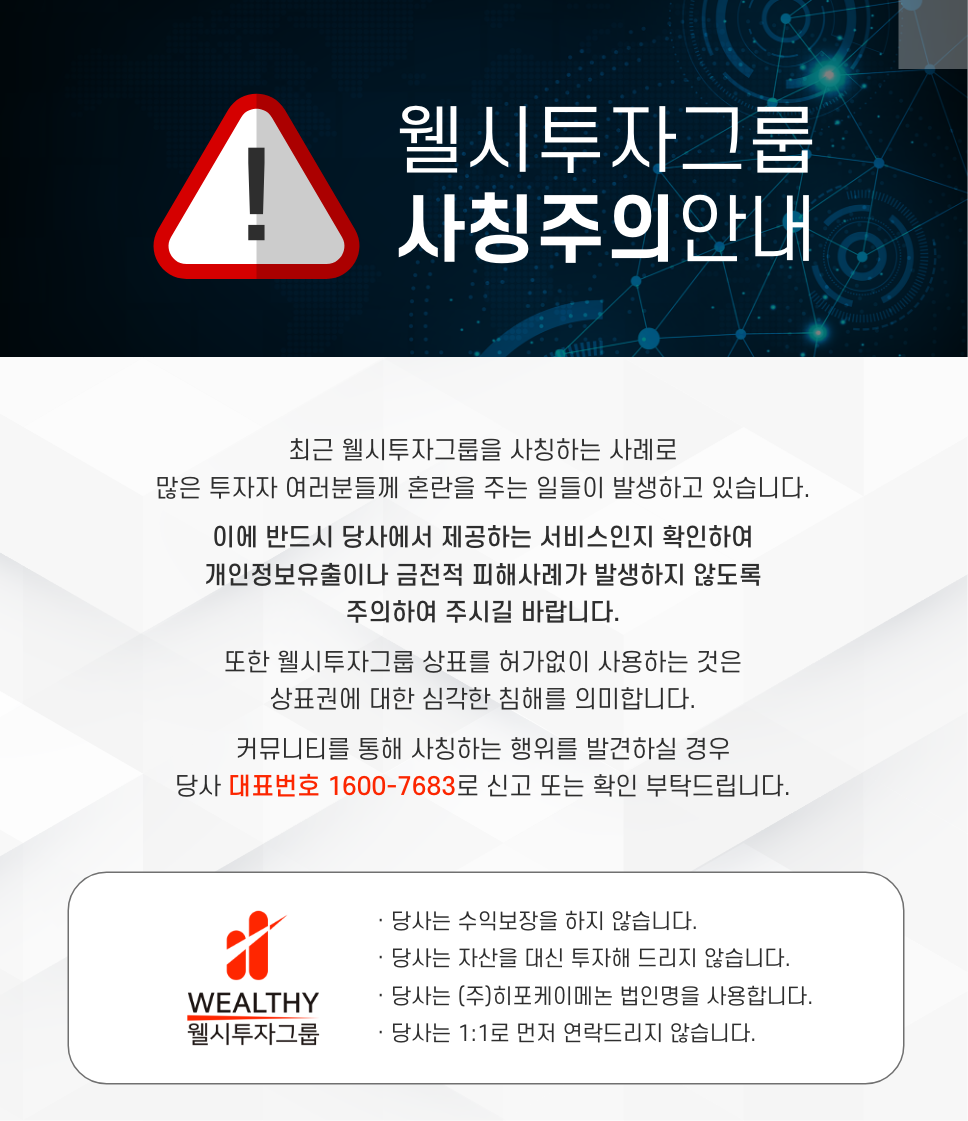 웰시투자그룹
사칭주의안내
최근 웰시투자그룹을 사칭하는 사례로
많은 투자자 여러분들께 혼란을 주는 일들이 발생하고 있습니다.
이에 반드시 당사에서 제공하는 서비스인지 확인하여
개인정보유출이나 금전적 피해사례가 발생하지 않도록
주의하여 주시길 바랍니다.
또한 웰시투자그룹 상표를 허가없이 사용하는 것은
상표권에 대한 심각한 침해를 의미합니다.
커뮤니티를 통해 사칭하는 행위를 발견하실 경우
당사 대표번호 1600-7683로 신고 또는 확인 부탁드립니다.
WEALTHY
웰시투자그룹
· 당사는 수익보장을 하지 않습니다.
· 당사는 자산을 대신 투자해 드리지 않습니다.
· 당사는 (주)히포케이메논 법인명을 사용합니다.
· 당사는 1:1로 먼저 연락드리지 않습니다.